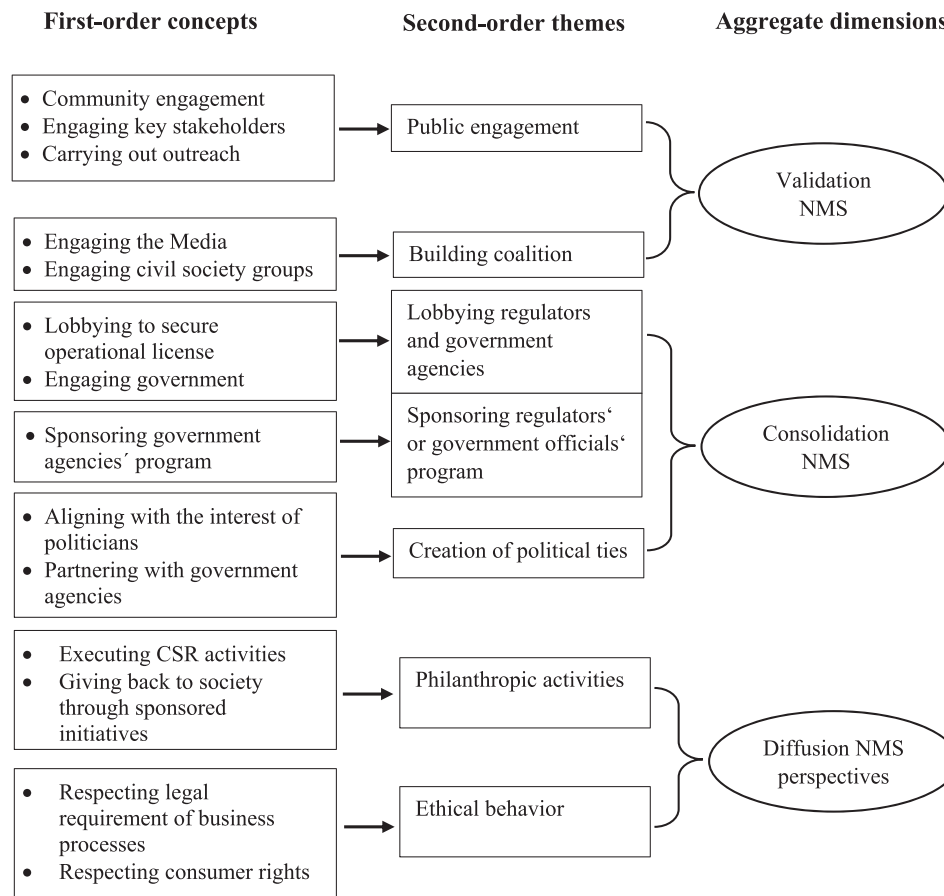 First-order concepts
Second-order themes
Aggregate dimensions
• Community engagement
• Engaging key stakeholders
• Carrying out outreach
Public engagement
Validation
NMS
• Engaging the Media
• Engaging civil society groups
Building coalition
• Lobbying to secure
operational license
• Engaging government
Lobbying regulators
and government
agencies
• Sponsoring government
agencies´ program
Sponsoring regulators‘
or government officials‘
program
Consolidation
NMS
• Aligning with the interest of
politicians
• Partnering with government
agencies
Creation of political ties
• Executing CSR activities
• Giving back to society
through sponsored
initiatives
Philanthropic activities
Diffusion NMS
perspectives
• Respecting legal
requirement of business
processes
• Respecting consumer rights
Ethical behavior